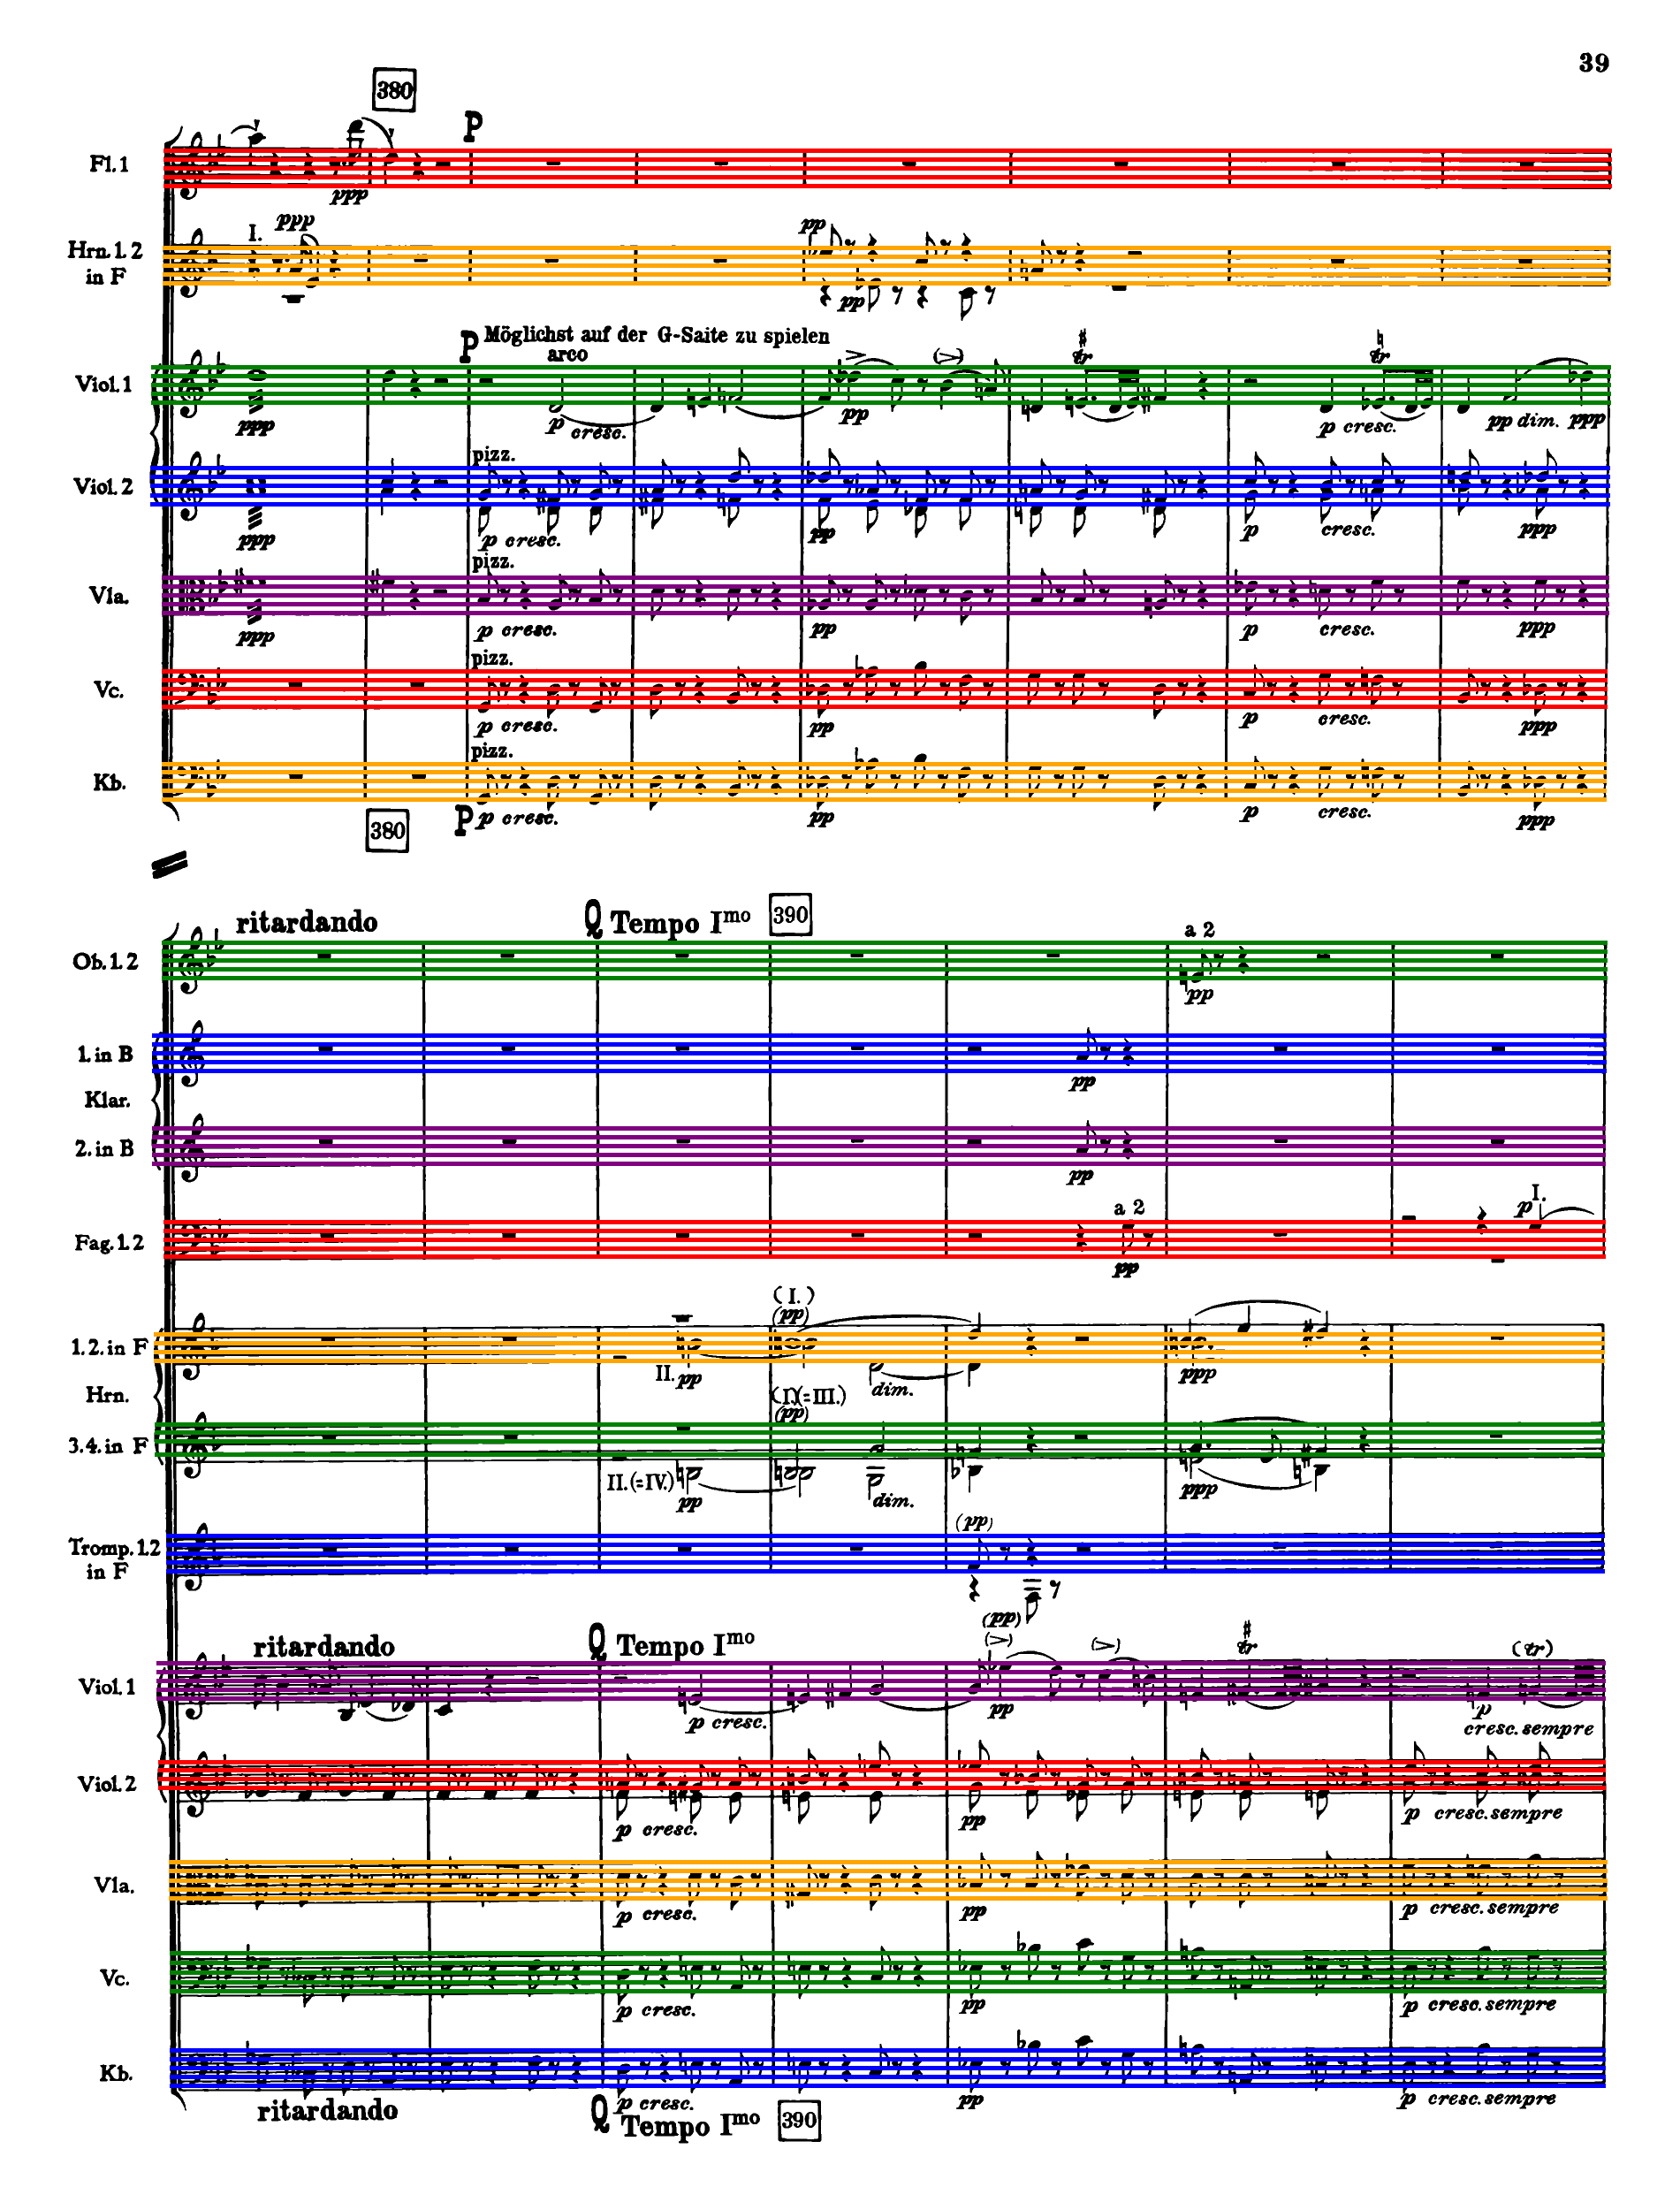 39
380
P
Fl. 1
ppp
I. ppp
pp
Hrn. 1. 2
in F
pp
P Möglichst auf der G-Saite zu spielen
arco
tr
tr
Viol. 1
ppp
p cresc.
pp
p cresc.
pp dim. ppp
pizz.
Viol. 2
ppp
p cresc.
pp
p
cresc.
ppp
pizz.
Vla.
ppp
p cresc.
pp
p
cresc.
ppp
pizz.
Vc.
p cresc.
pp
p
cresc.
ppp
pizz.
Kb.
p cresc.
pp
p
cresc.
ppp
380
P
ritardando
Q Tempo Imo
390
a 2
Ob. 1. 2
pp
1. in B
pp
Klar.
2. in B
pp
a 2
p I.
Fag. 1. 2
pp
( I. )
(pp)
1. 2. in F
II. pp
dim.
ppp
Hrn.
(I.)(=III.)
(pp)
3. 4. in F
II.(=IV.)
pp
dim.
ppp
(pp)
Tromp. 1.2
in F
(pp)
ritardando
Q Tempo Imo
tr
(tr)
Viol. 1
p cresc.
pp
p
cresc. sempre
Viol. 2
p cresc.
pp
p cresc. sempre
Vla.
p cresc.
pp
p cresc. sempre
Vc.
p cresc.
pp
p cresc. sempre
Kb.
p cresc.
pp
p cresc. sempre
ritardando
Q Tempo Imo
390